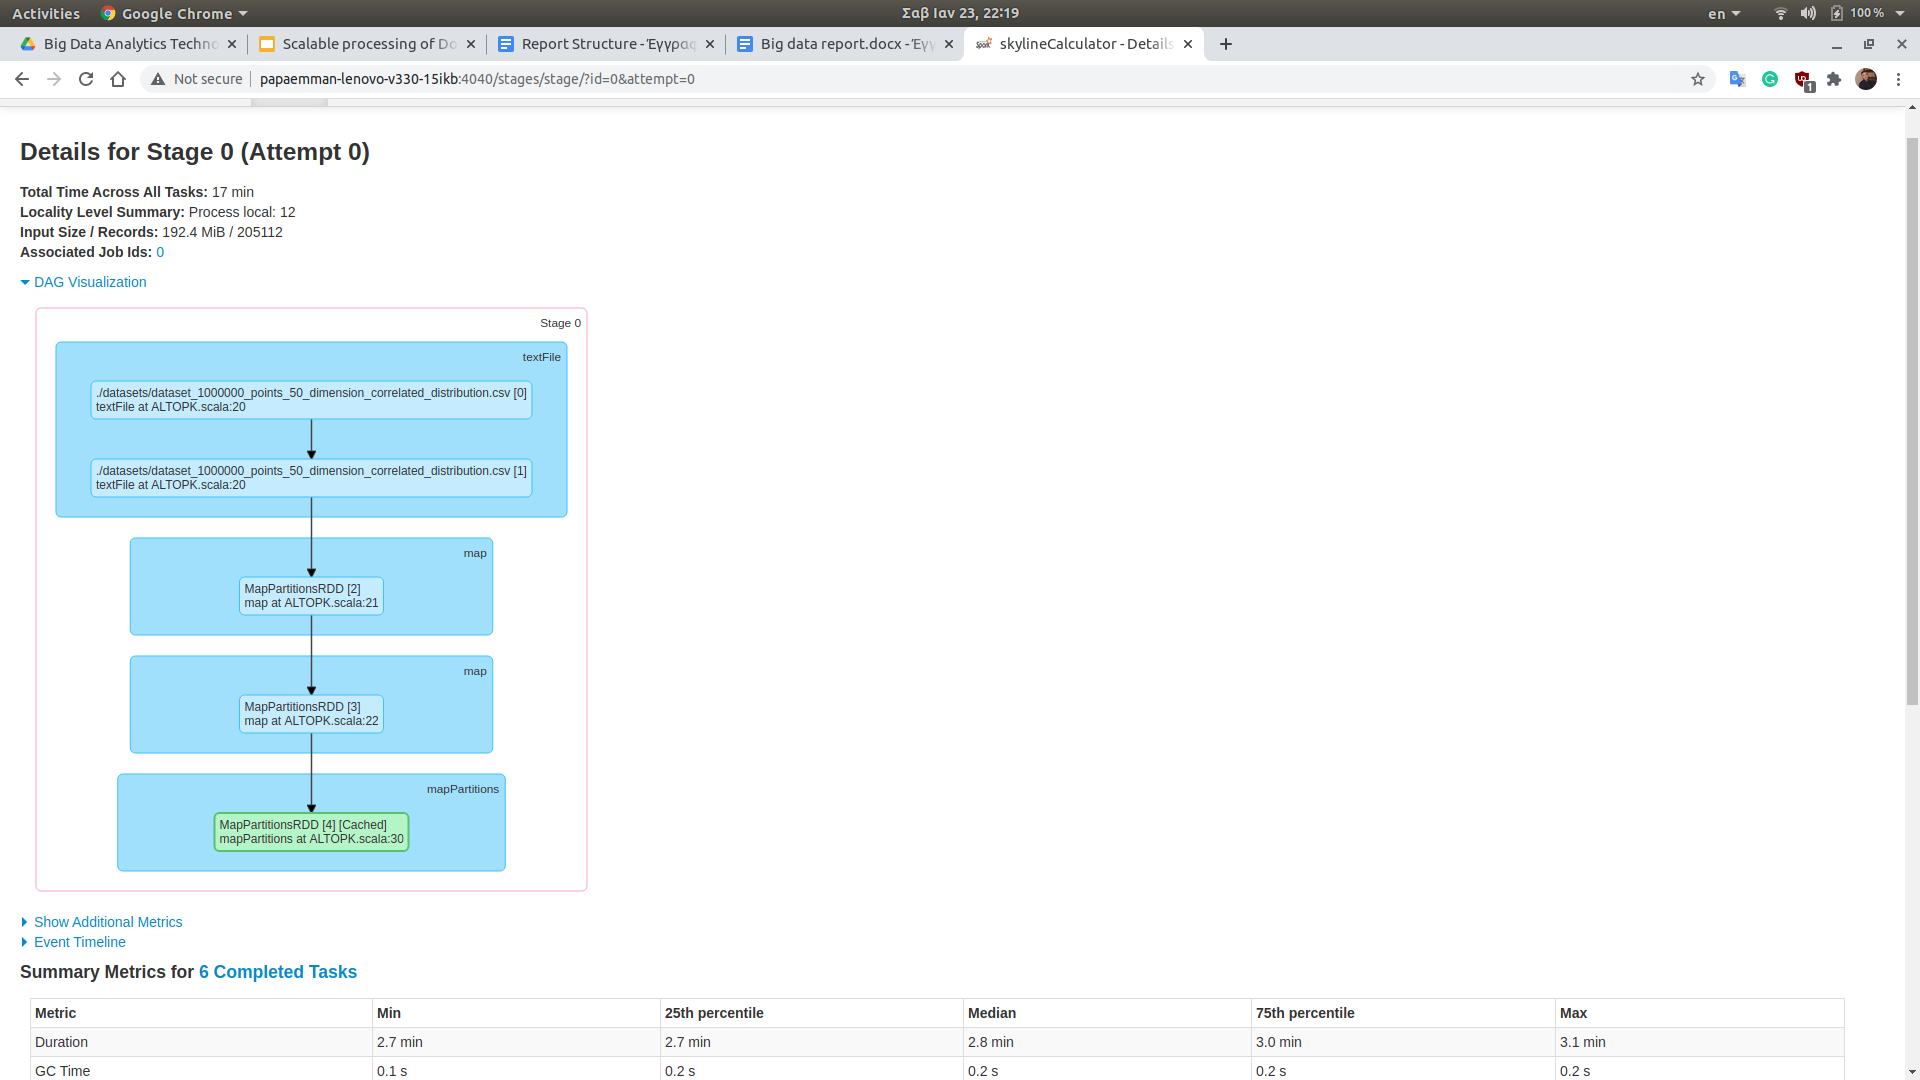 Activities
Google Chrome
Σαβ Ιαν 23, 22:19
en
100 %
Big Data Analytics Techno
Scalable processing of Do
Report Structure - Έγγραφ
Big data report.docx - Έγγ
skylineCalculator - Details
Not secure
papaemman-lenovo-v330-15ikb:4040/stages/stage/?id=0&attempt=0
1
Details for Stage 0 (Attempt 0)
Total Time Across All Tasks: 17 min
Locality Level Summary: Process local: 12
Input Size / Records: 192.4 MiB / 205112
Associated Job Ids: 0
DAG Visualization
Stage 0
textFile
./datasets/dataset_1000000_points_50_dimension_correlated_distribution.csv [0]
textFile at ALTOPK.scala:20
./datasets/dataset_1000000_points_50_dimension_correlated_distribution.csv [1]
textFile at ALTOPK.scala:20
map
MapPartitionsRDD [2]
map at ALTOPK.scala:21
map
MapPartitionsRDD [3]
map at ALTOPK.scala:22
mapPartitions
MapPartitionsRDD [4] [Cached]
mapPartitions at ALTOPK.scala:30
Show Additional Metrics
Event Timeline
Summary Metrics for 6 Completed Tasks
Metric Min 25th percentile Median 75th percentile Max
Duration 2.7 min 2.7 min 2.8 min 3.0 min 3.1 min
GC Time 0.1 s 0.2 s 0.2 s 0.2 s 0.2 s